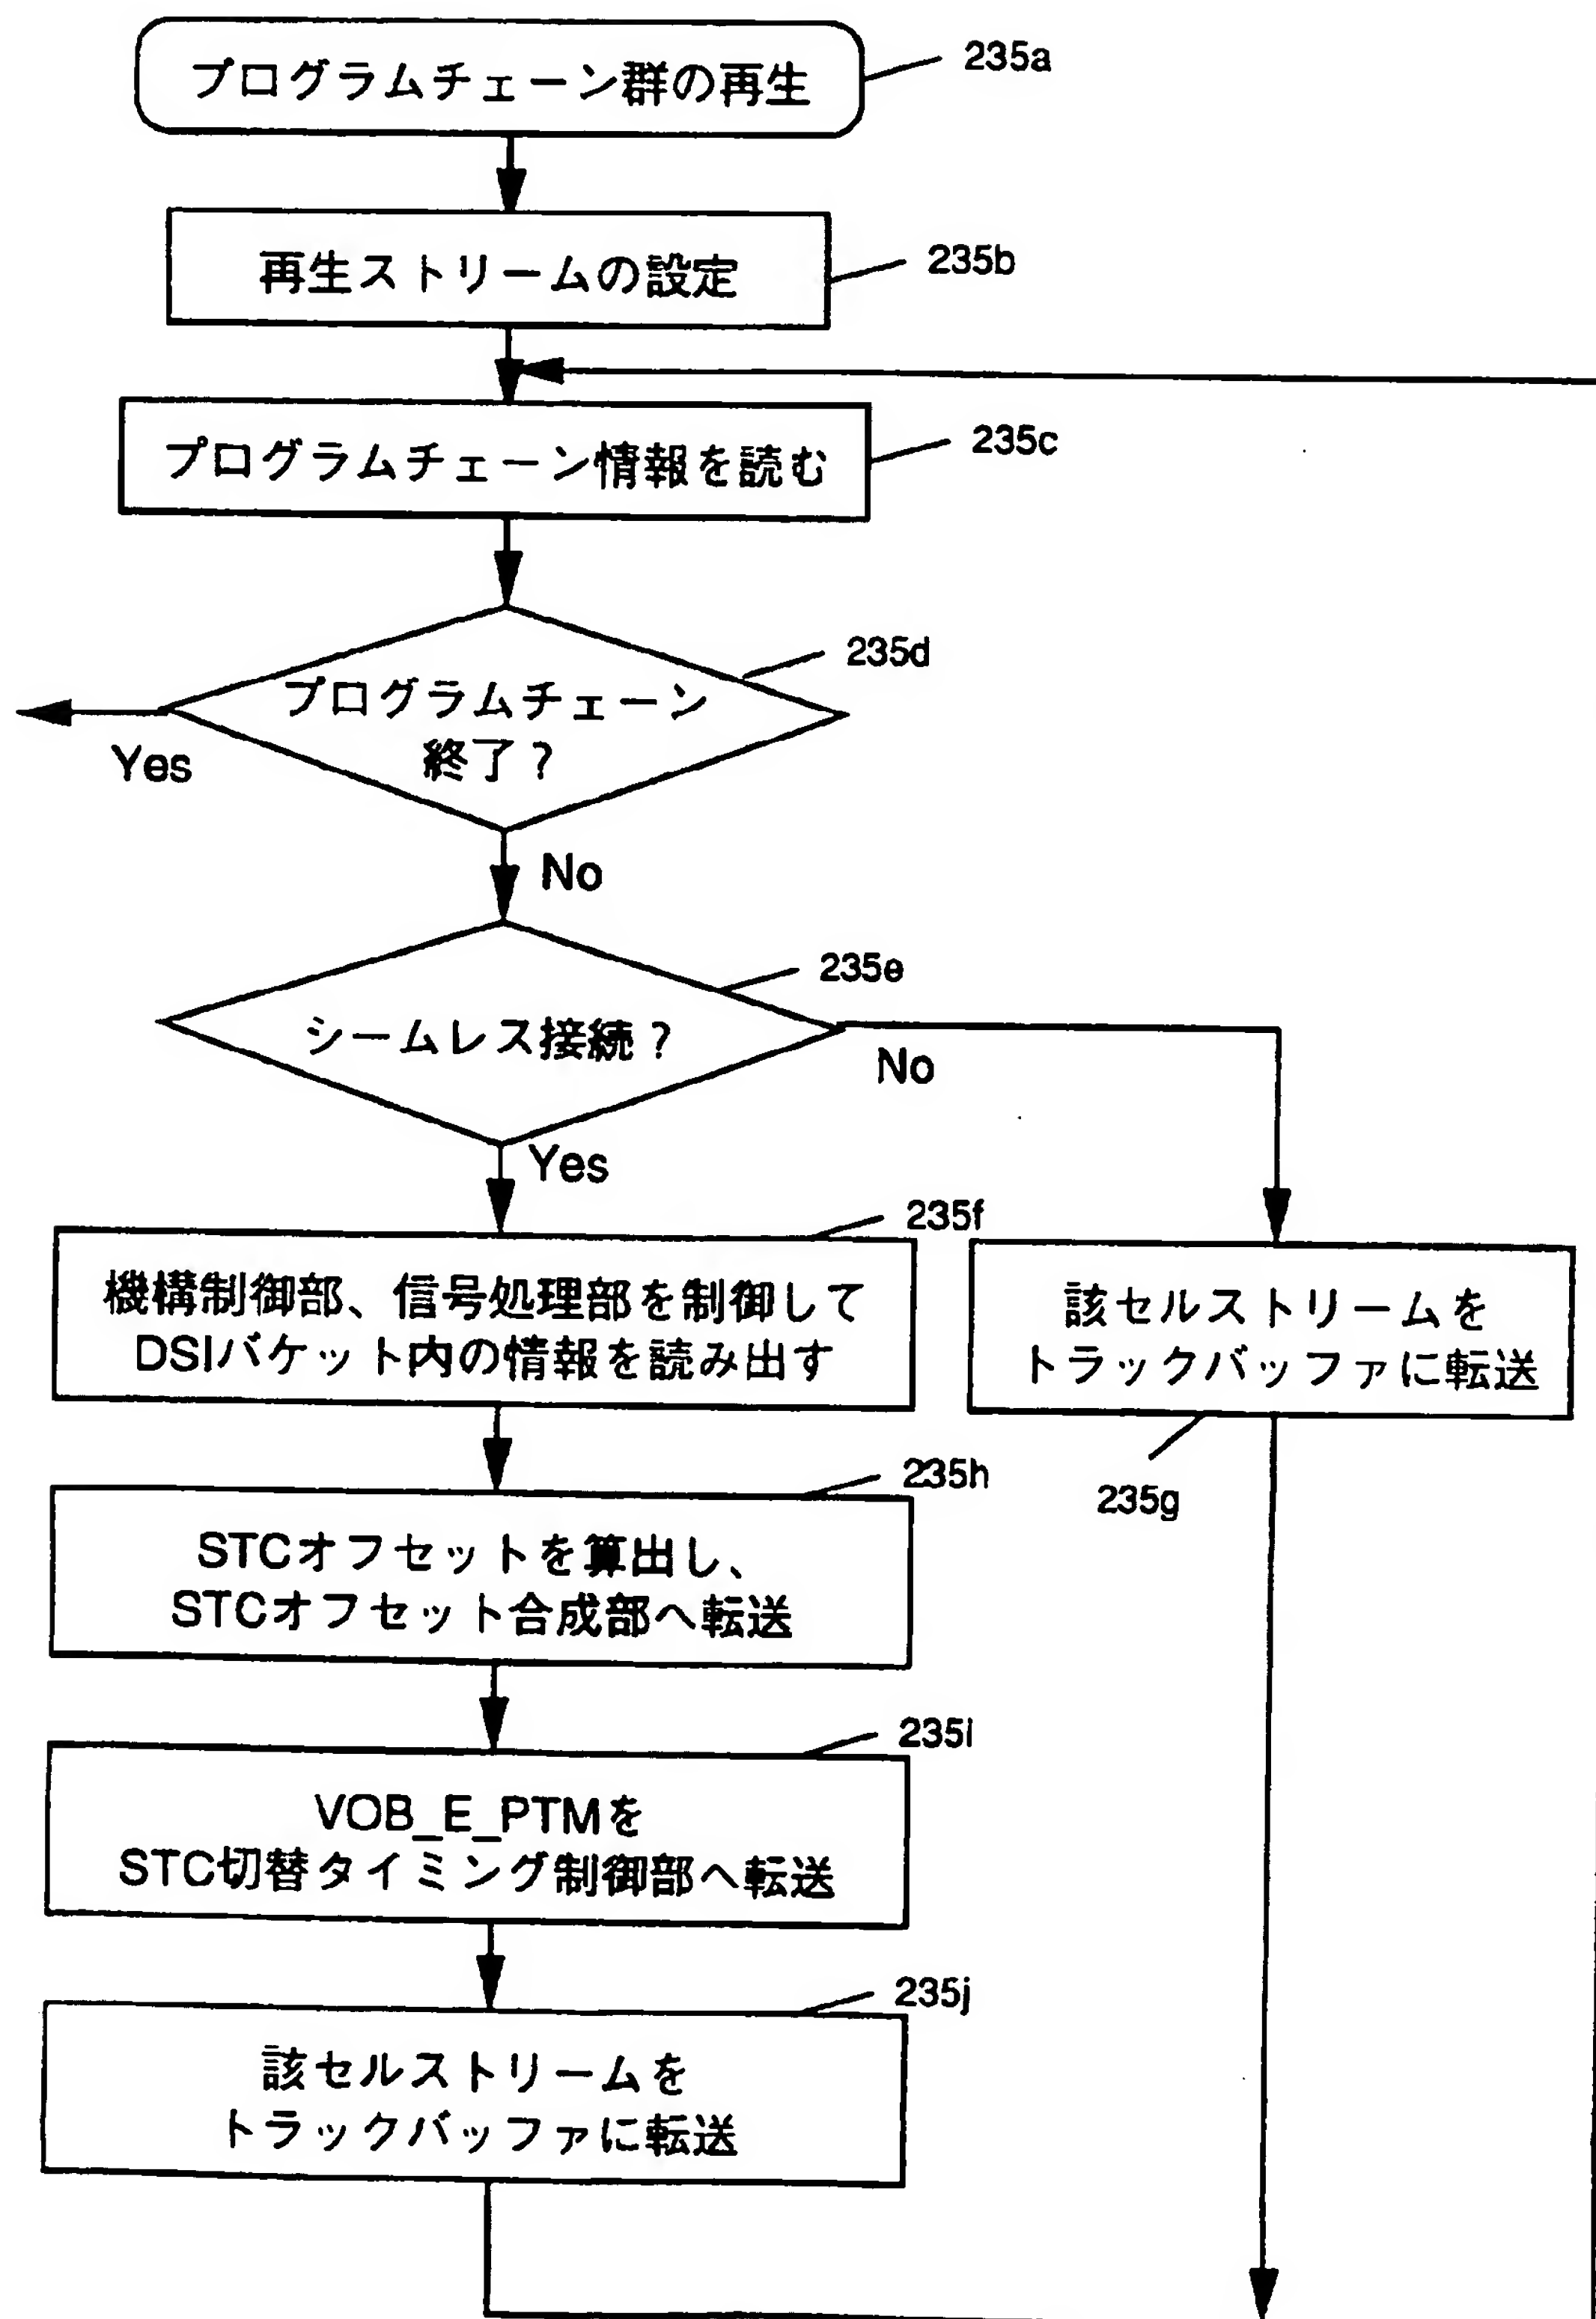 プログラムチェーン群の再生
235a
再生ストリームの設定
235b
プログラムチェーン情報を読む
235c
235d
プログラムチェーン
終了？
Yes
No
235e
シームレス接続？
No
Yes
235f
機構制御部、信号処理部を制御して
DSIパケット内の情報を読み出す
該セルストリームを
トラックバッファに転送
235g
235h
STCオフセットを算出し、
STCオフセット合成部へ転送
235i
VOB_E_PTMを
STC切替タイミング制御部へ転送
235j
該セルストリームを
トラックバッファに転送